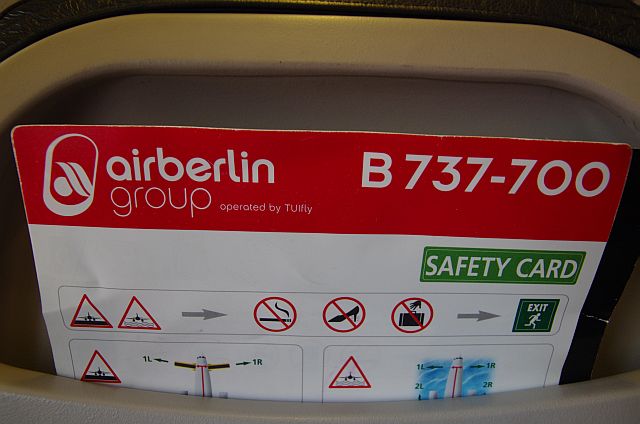 airberlin
group operated by TUIfly
B 737-700
SAFETY CARD
EXIT
1L 1R
1L 1R
2L 2R